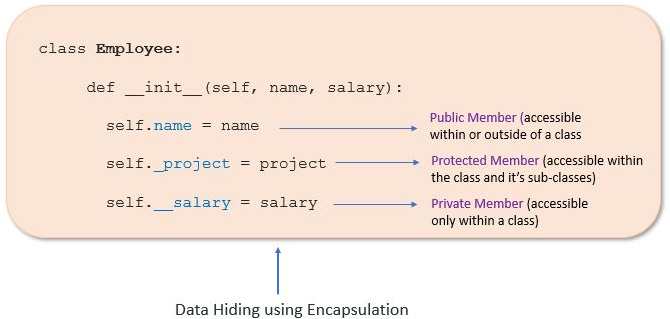 class Employee:
def __init__(self, name, salary):
self.name = name
Public Member (accessible
within or outside of a class
self._project = project
Protected Member (accessible within
the class and it's sub-classes)
self.__salary = salary
Private Member (accessible
only within a class)
Data Hiding using Encapsulation